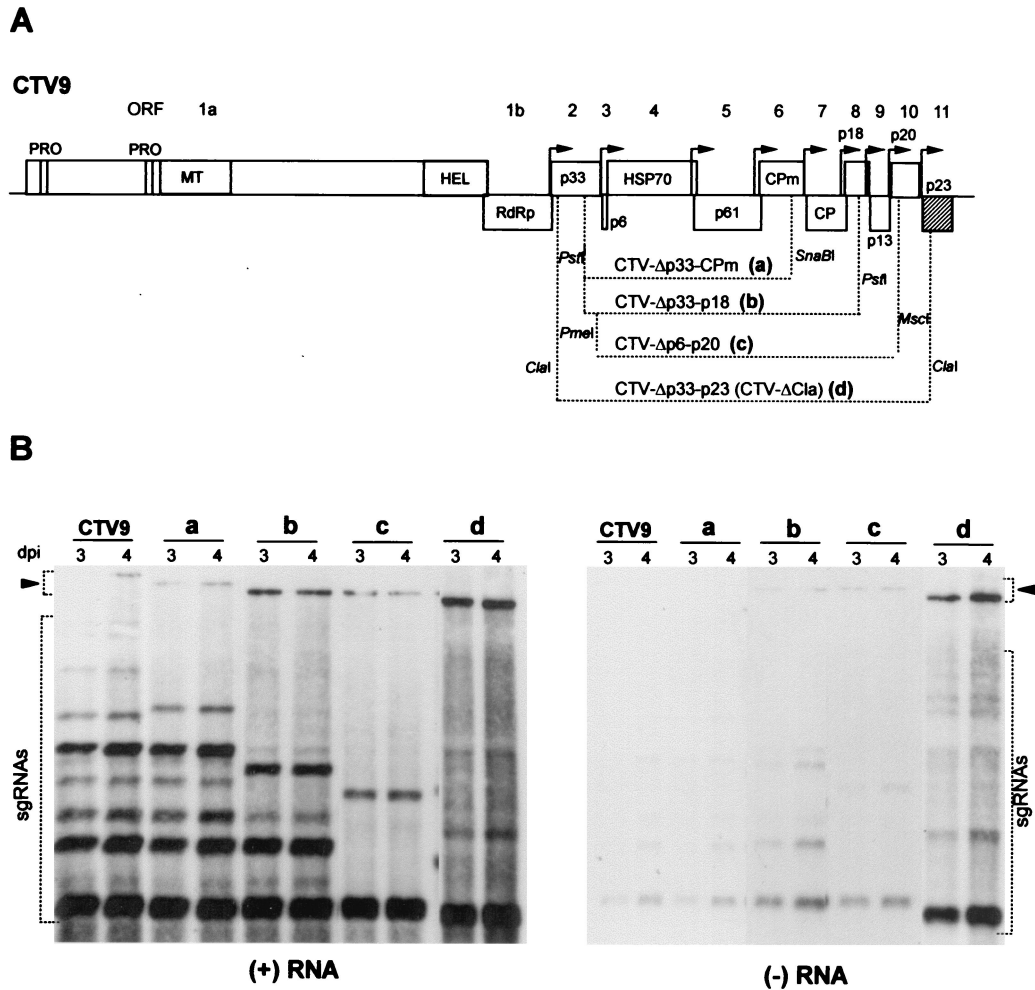 A
CTV9
ORF 1a 1b 2 3 4 5 6 7 8 9 10 11
p18 p20
PRO PRO
MT HEL p33 HSP70 CPm p23
RdRp p6 p61 CP p13
PstI CTV-Δp33-CPm (a) SnaBI
CTV-Δp33-p18 (b) PstI
PmeI CTV-Δp6-p20 (c) MscI
ClaI CTV-Δp33-p23 (CTV-ΔCla) (d) ClaI
B
CTV9 a b c d
dpi 3 4 3 4 3 4 3 4 3 4
sgRNAs
(+) RNA
CTV9 a b c d
3 4 3 4 3 4 3 4 3 4
sgRNAs
(-) RNA